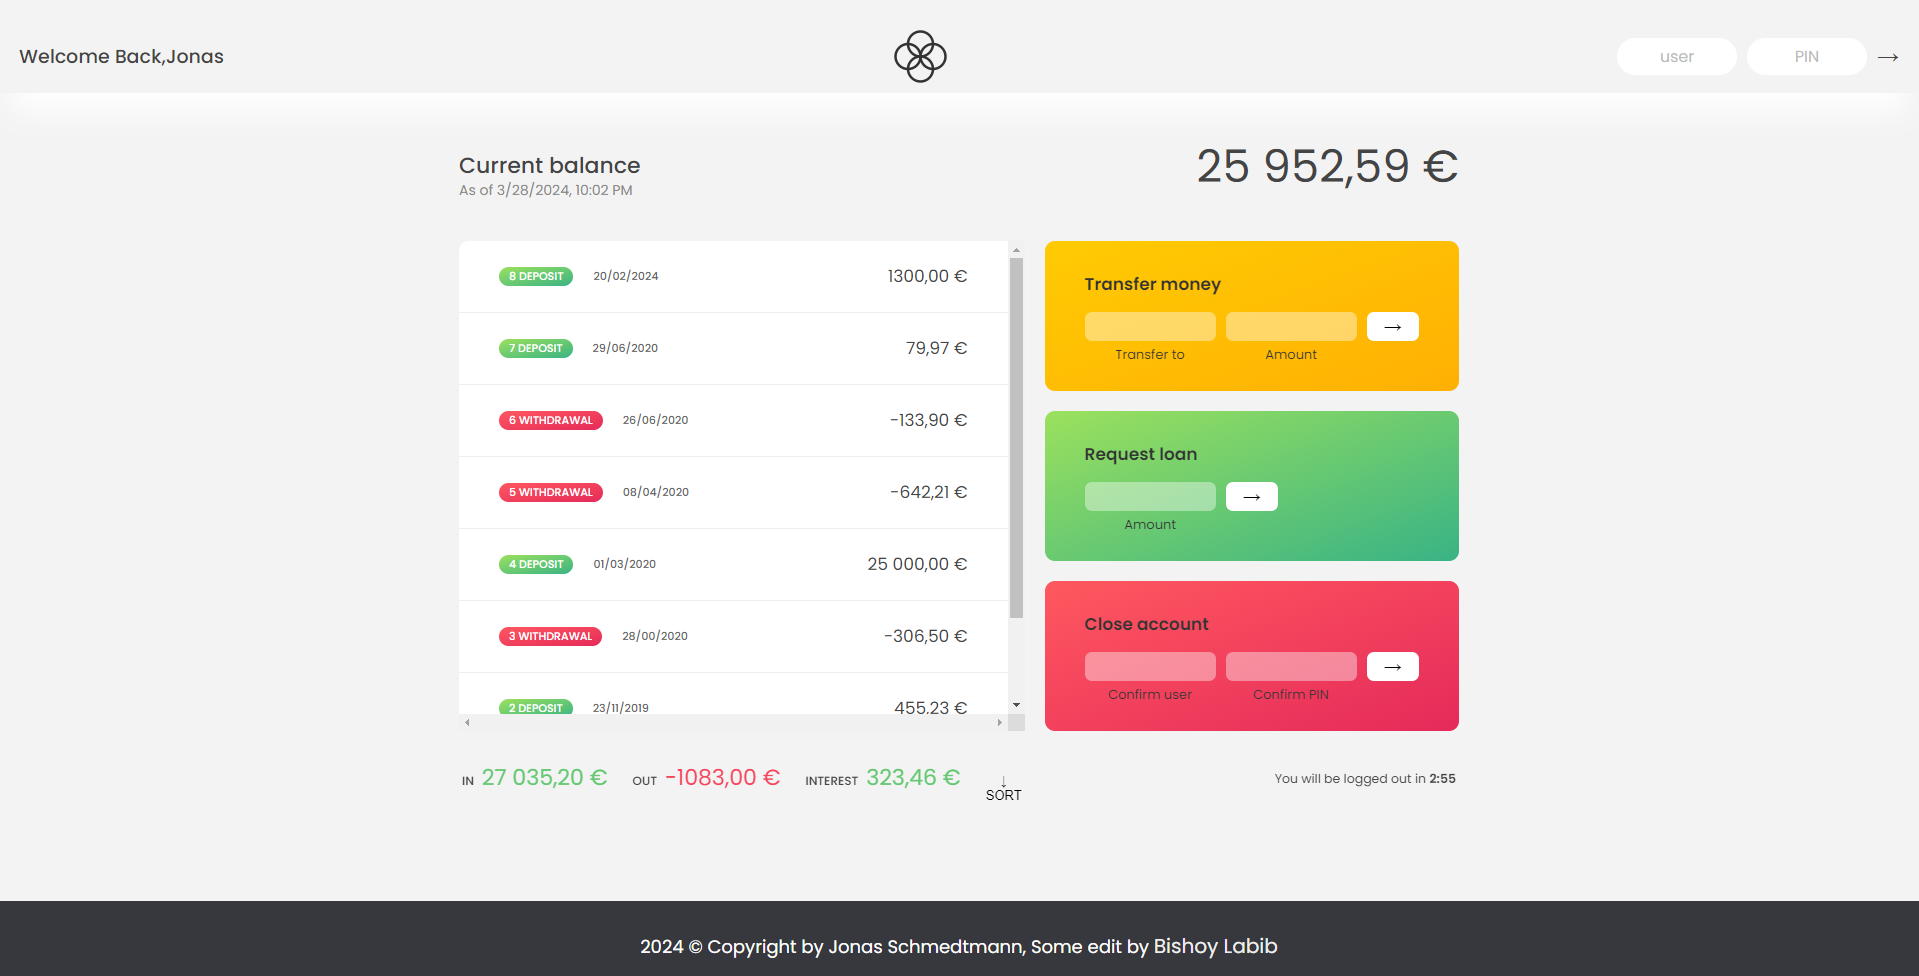 Welcome Back,Jonas
user
PIN
→
Current balance
As of 3/28/2024, 10:02 PM
25 952,59 €
8 DEPOSIT 20/02/2024 1300,00 €
7 DEPOSIT 29/06/2020 79,97 €
6 WITHDRAWAL 26/06/2020 -133,90 €
5 WITHDRAWAL 08/04/2020 -642,21 €
4 DEPOSIT 01/03/2020 25 000,00 €
3 WITHDRAWAL 28/00/2020 -306,50 €
2 DEPOSIT 23/11/2019 455,23 €
Transfer money
→
Transfer to Amount
Request loan
→
Amount
Close account
→
Confirm user Confirm PIN
IN 27 035,20 € OUT -1083,00 € INTEREST 323,46 €
↓
SORT
You will be logged out in 2:55
2024 © Copyright by Jonas Schmedtmann, Some edit by Bishoy Labib